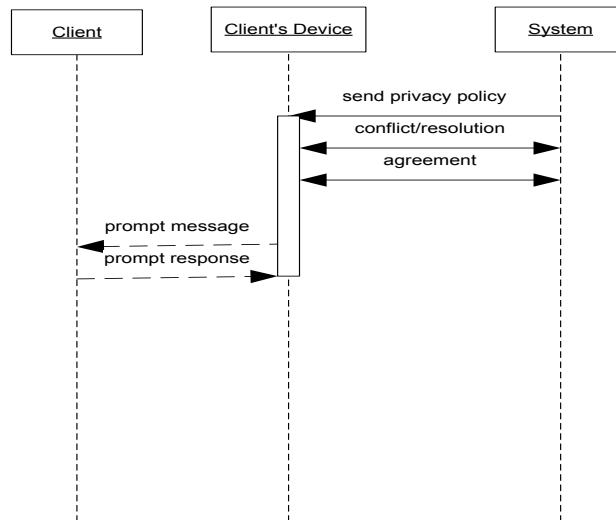 Client
Client's Device
System
send privacy policy
conflict/resolution
agreement
prompt message
prompt response